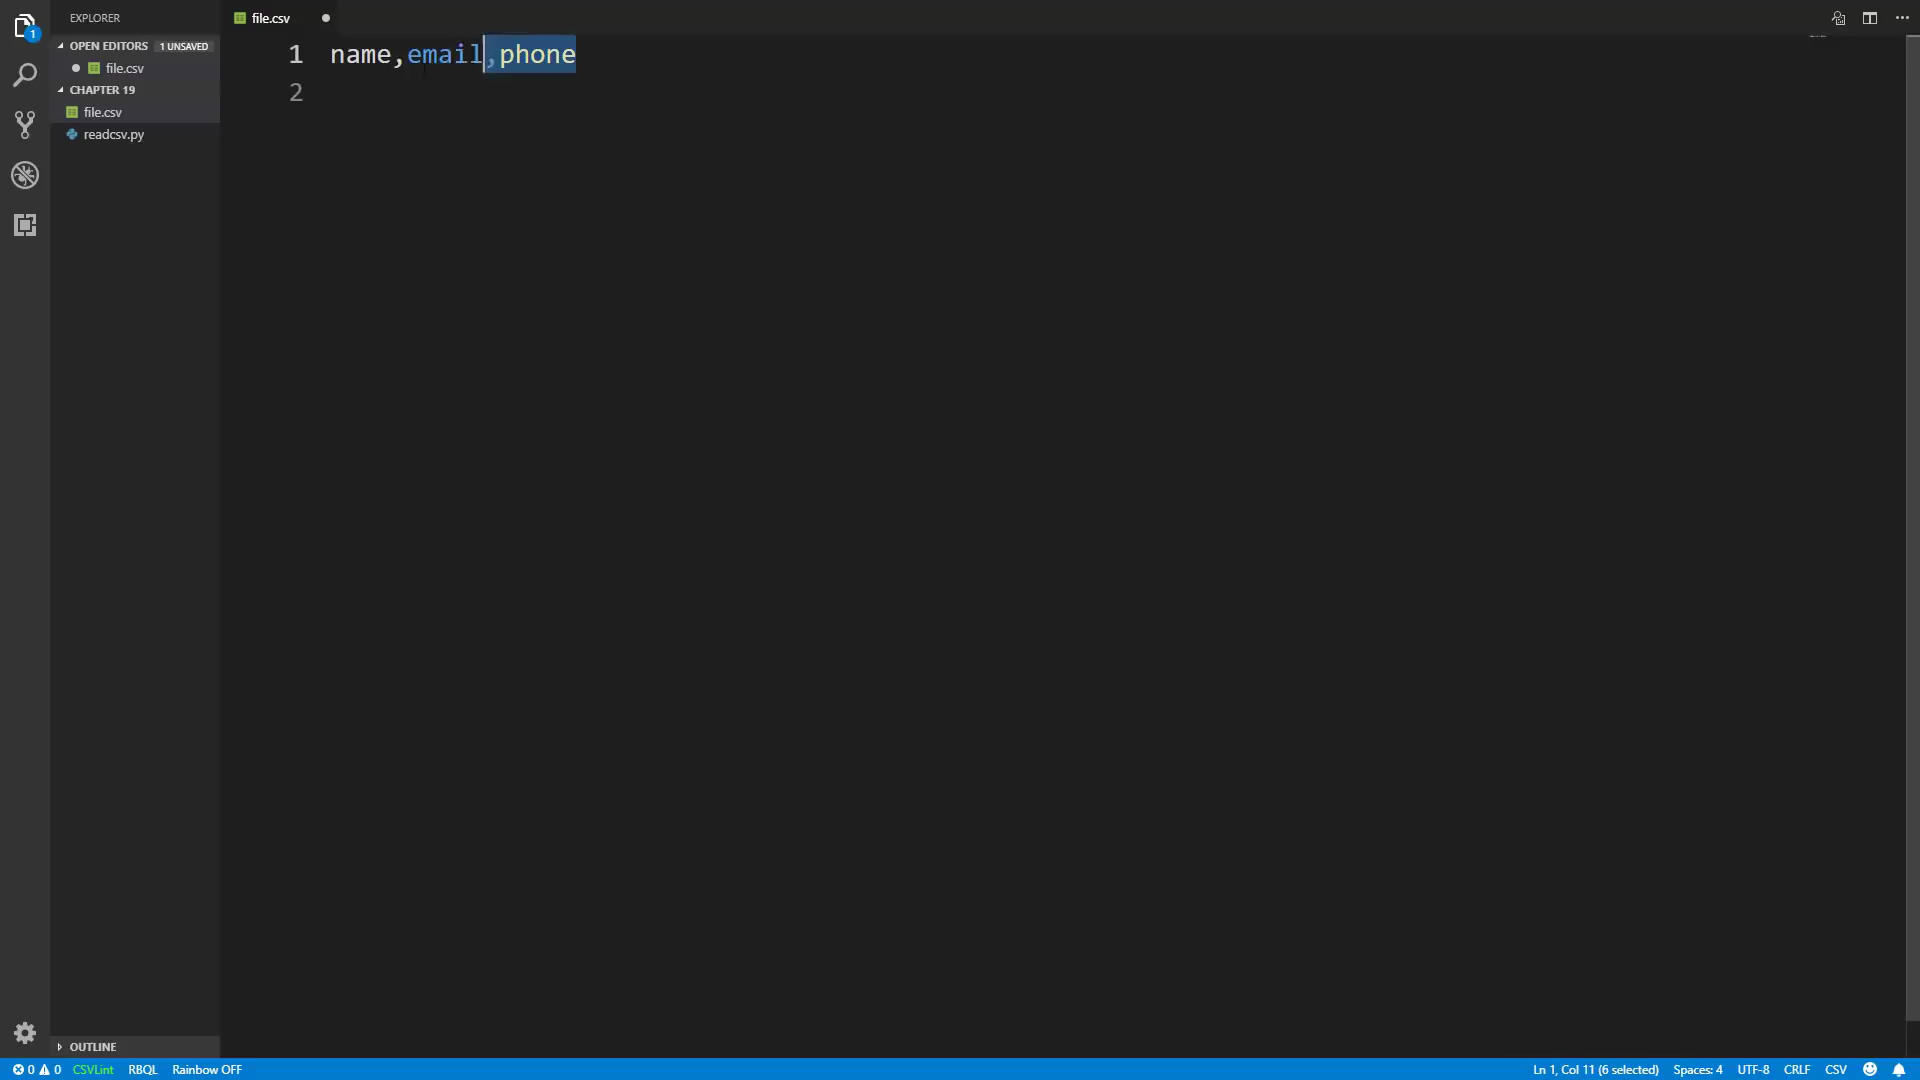 EXPLORER
file.csv
1
OPEN EDITORS 1 UNSAVED
file.csv
CHAPTER 19
file.csv
readcsv.py
OUTLINE
1 name,email,phone
2
0 0 CSVLint RBQL Rainbow OFF
Ln 1, Col 11 (6 selected) Spaces: 4 UTF-8 CRLF CSV